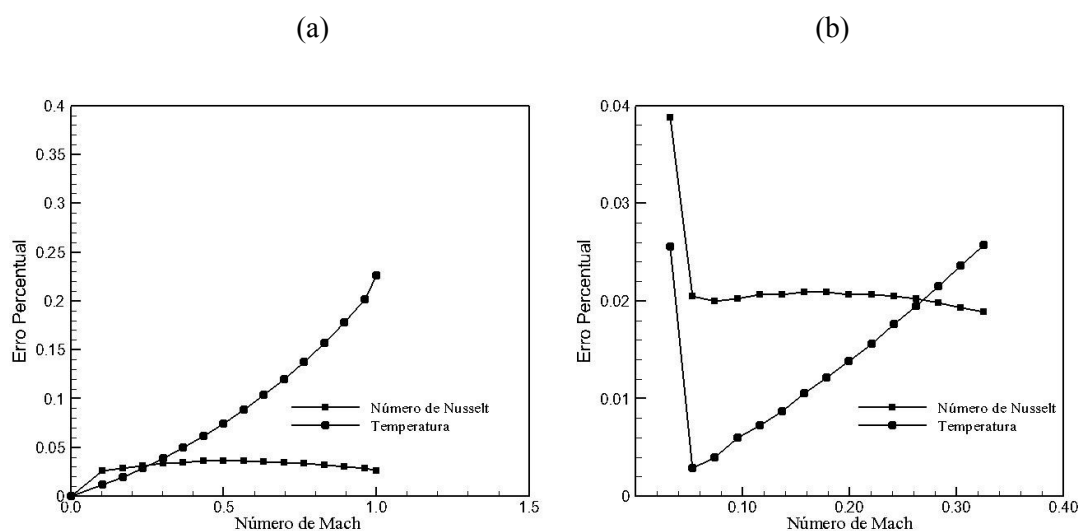 (a)
(b)
0.4
0.35
0.3
0.25
0.2
0.15
0.1
0.05
0
0.0
0.5
1.0
1.5
Erro Percentual
Número de Mach
Número de Nusselt
Temperatura
0.04
0.03
0.02
0.01
0.00
0.10
0.20
0.30
0.40
Erro Percentual
Número de Mach
Número de Nusselt
Temperatura